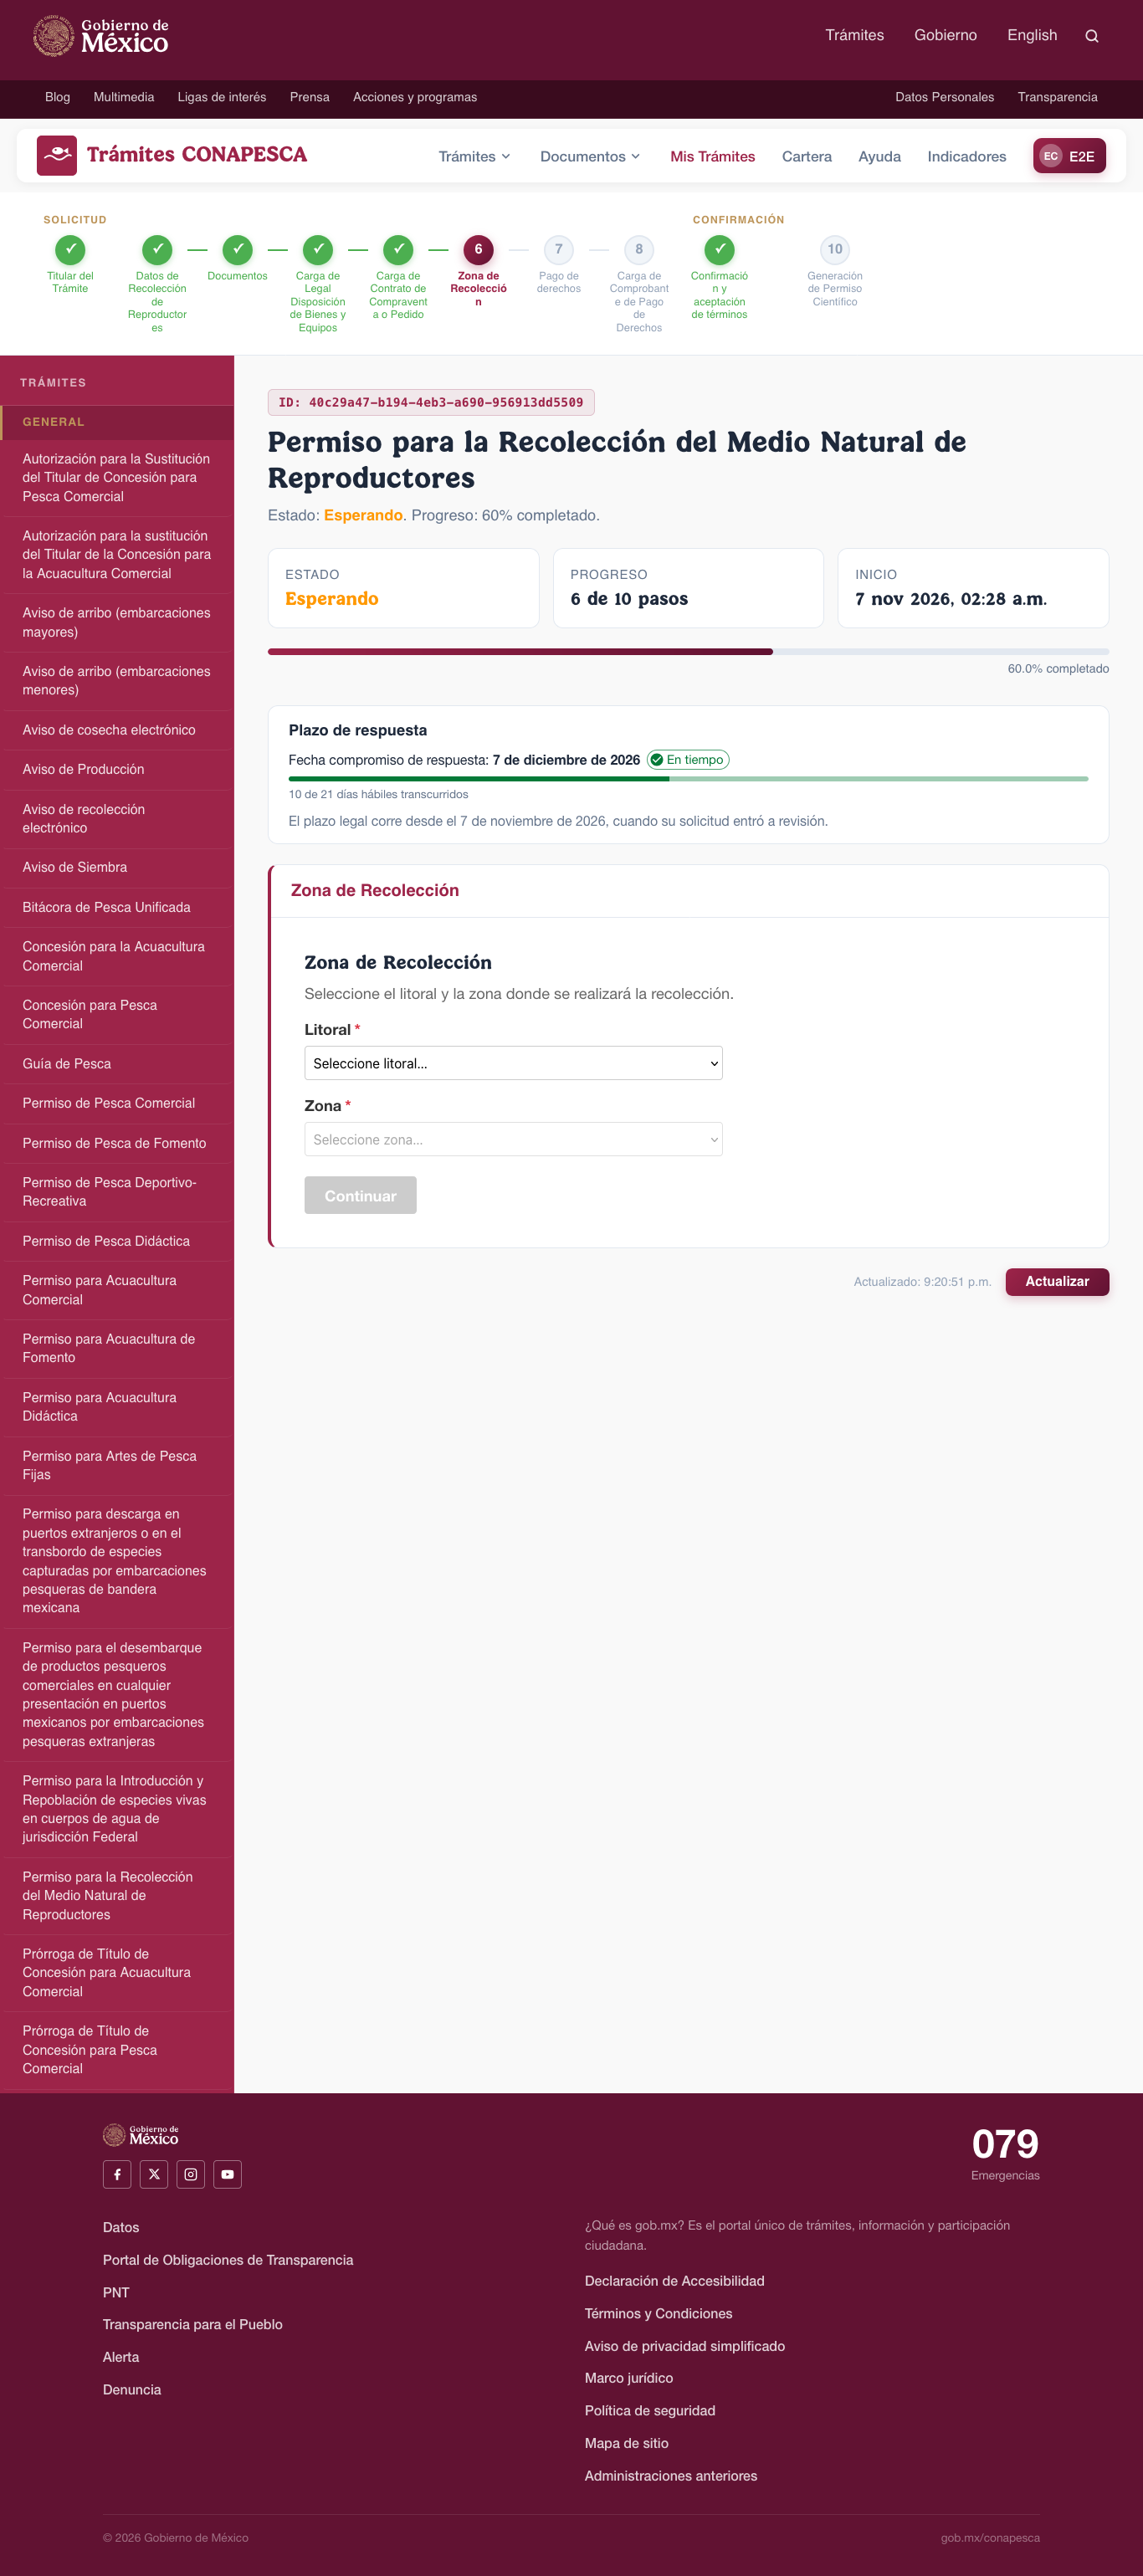 Gobierno de
México
Trámites
Gobierno
English
Blog
Multimedia
Ligas de interés
Prensa
Acciones y programas
Datos Personales
Transparencia
Trámites CONAPESCA
Trámites
Documentos
Mis Trámites
Cartera
Ayuda
Indicadores
EC
E2E
SOLICITUD
✓
Titular del
Trámite
✓
Datos de
Recolección
de
Reproductor
es
✓
Documentos
✓
Carga de
Legal
Disposición
de Bienes y
Equipos
✓
Carga de
Contrato de
Compravent
a o Pedido
6
Zona de
Recolecció
n
7
Pago de
derechos
8
Carga de
Comprobant
e de Pago
de
Derechos
CONFIRMACIÓN
✓
Confirmació
n y
aceptación
de términos
10
Generación
de Permiso
Científico
TRÁMITES
GENERAL
Autorización para la Sustitución
del Titular de Concesión para
Pesca Comercial
Autorización para la sustitución
del Titular de la Concesión para
la Acuacultura Comercial
Aviso de arribo (embarcaciones
mayores)
Aviso de arribo (embarcaciones
menores)
Aviso de cosecha electrónico
Aviso de Producción
Aviso de recolección
electrónico
Aviso de Siembra
Bitácora de Pesca Unificada
Concesión para la Acuacultura
Comercial
Concesión para Pesca
Comercial
Guía de Pesca
Permiso de Pesca Comercial
Permiso de Pesca de Fomento
Permiso de Pesca Deportivo-
Recreativa
Permiso de Pesca Didáctica
Permiso para Acuacultura
Comercial
Permiso para Acuacultura de
Fomento
Permiso para Acuacultura
Didáctica
Permiso para Artes de Pesca
Fijas
Permiso para descarga en
puertos extranjeros o en el
transbordo de especies
capturadas por embarcaciones
pesqueras de bandera
mexicana
Permiso para el desembarque
de productos pesqueros
comerciales en cualquier
presentación en puertos
mexicanos por embarcaciones
pesqueras extranjeras
Permiso para la Introducción y
Repoblación de especies vivas
en cuerpos de agua de
jurisdicción Federal
Permiso para la Recolección
del Medio Natural de
Reproductores
Prórroga de Título de
Concesión para Acuacultura
Comercial
Prórroga de Título de
Concesión para Pesca
Comercial
ID: 40c29a47-b194-4eb3-a690-956913dd5509
Permiso para la Recolección del Medio Natural de
Reproductores
Estado: Esperando. Progreso: 60% completado.
ESTADO
Esperando
PROGRESO
6 de 10 pasos
INICIO
7 nov 2026, 02:28 a.m.
60.0% completado
Plazo de respuesta
Fecha compromiso de respuesta: 7 de diciembre de 2026 En tiempo
10 de 21 días hábiles transcurridos
El plazo legal corre desde el 7 de noviembre de 2026, cuando su solicitud entró a revisión.
Zona de Recolección
Zona de Recolección
Seleccione el litoral y la zona donde se realizará la recolección.
Litoral *
Seleccione litoral...
Zona *
Seleccione zona...
Continuar
Actualizado: 9:20:51 p.m.
Actualizar
Gobierno de
México
079
Emergencias
Datos
Portal de Obligaciones de Transparencia
PNT
Transparencia para el Pueblo
Alerta
Denuncia
¿Qué es gob.mx? Es el portal único de trámites, información y participación
ciudadana.
Declaración de Accesibilidad
Términos y Condiciones
Aviso de privacidad simplificado
Marco jurídico
Política de seguridad
Mapa de sitio
Administraciones anteriores
© 2026 Gobierno de México
gob.mx/conapesca